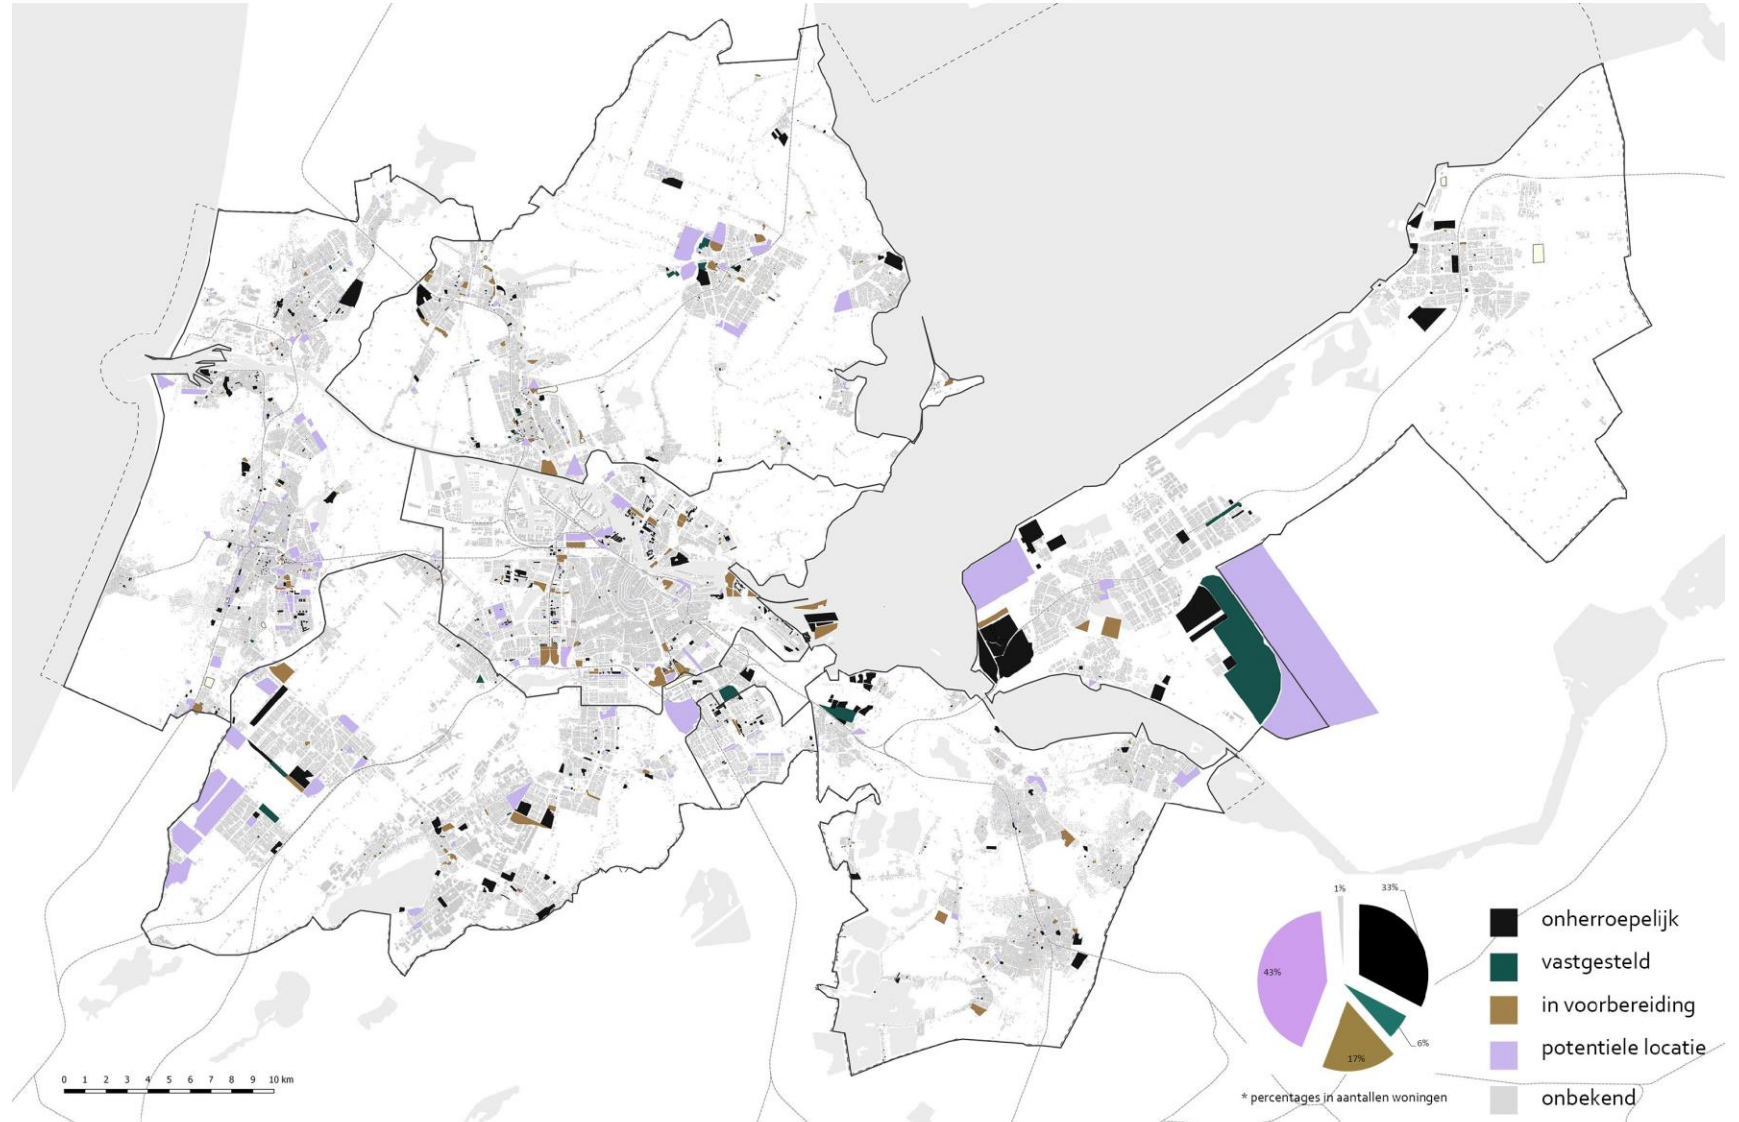 1%
33%
43%
6%
17%
* percentages in aantallen woningen
onherroepelijk
vastgesteld
in voorbereiding
potentiele locatie
onbekend
0 1 2 3 4 5 6 7 8 9 10 km